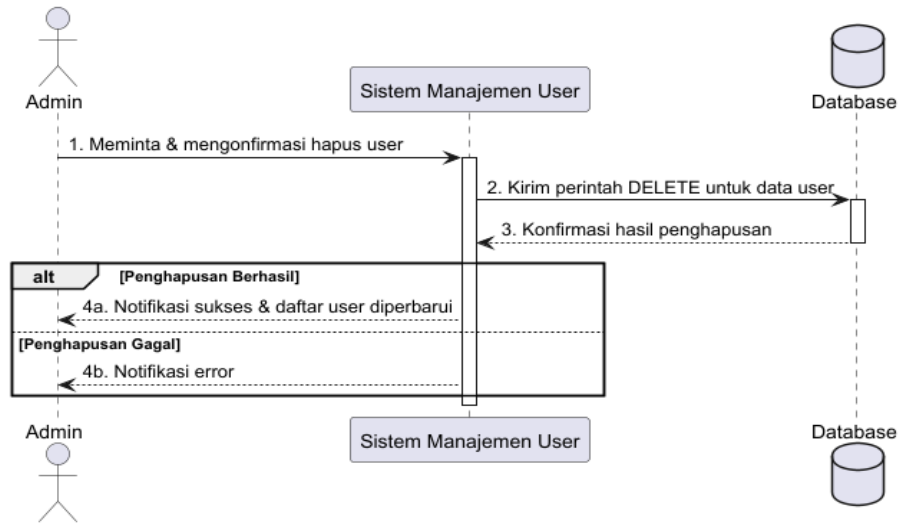 Admin
Sistem Manajemen User
Database
1. Meminta & mengonfirmasi hapus user
2. Kirim perintah DELETE untuk data user
3. Konfirmasi hasil penghapusan
alt [Penghapusan Berhasil]
4a. Notifikasi sukses & daftar user diperbarui
[Penghapusan Gagal]
4b. Notifikasi error
Admin
Sistem Manajemen User
Database